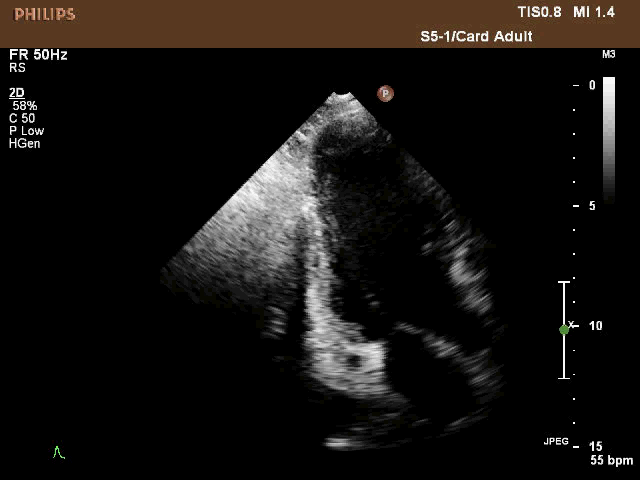 PHILIPS
TIS0.8 MI 1.4
S5-1/Card Adult
FR 50Hz
RS
2D
58%
C 50
P Low
HGen
P
M3
0
5
x
10
15
JPEG
55 bpm